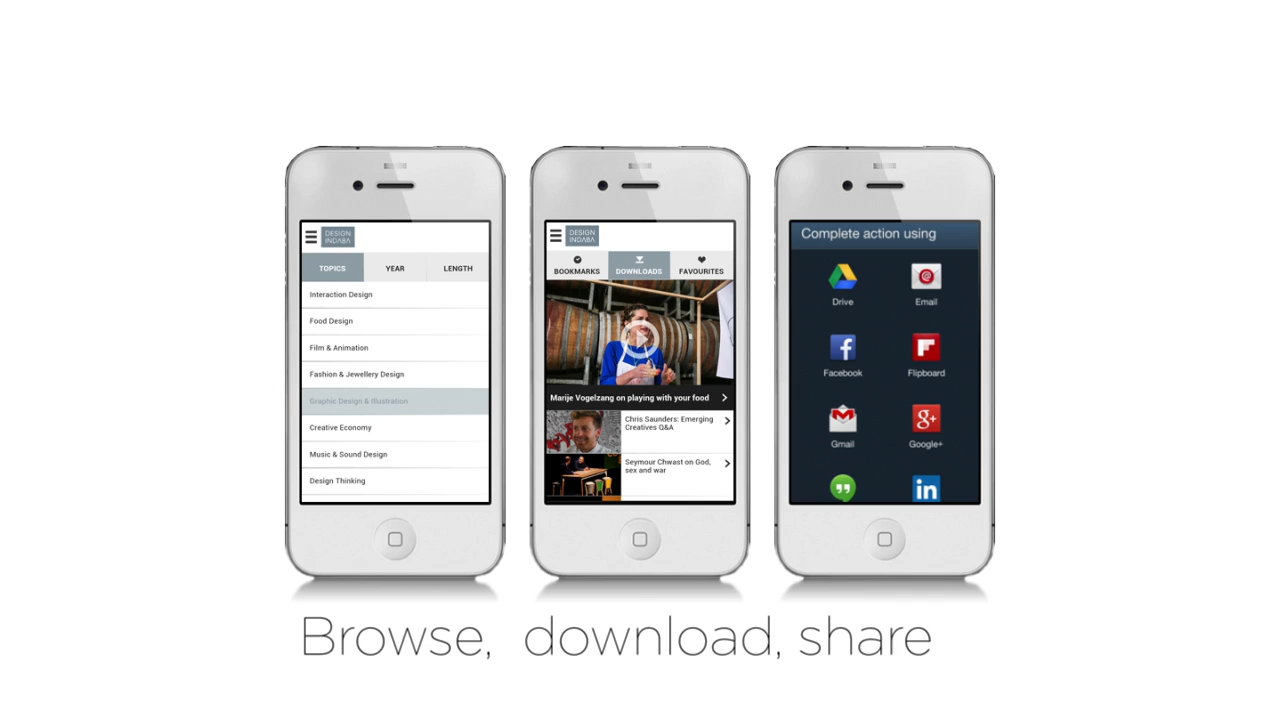 DESIGN
INDABA
TOPICS YEAR LENGTH
Interaction Design
Food Design
Film & Animation
Fashion & Jewellery Design
Graphic Design & Illustration
Creative Economy
Music & Sound Design
Design Thinking
DESIGN
INDABA
BOOKMARKS DOWNLOADS FAVOURITES
Marije Vogelzang on playing with your food
Chris Saunders: Emerging
Creatives Q&A
Seymour Chwast on God,
sex and war
Complete action using
Drive Email
Facebook Flipboard
Gmail Google+
Browse, download, share